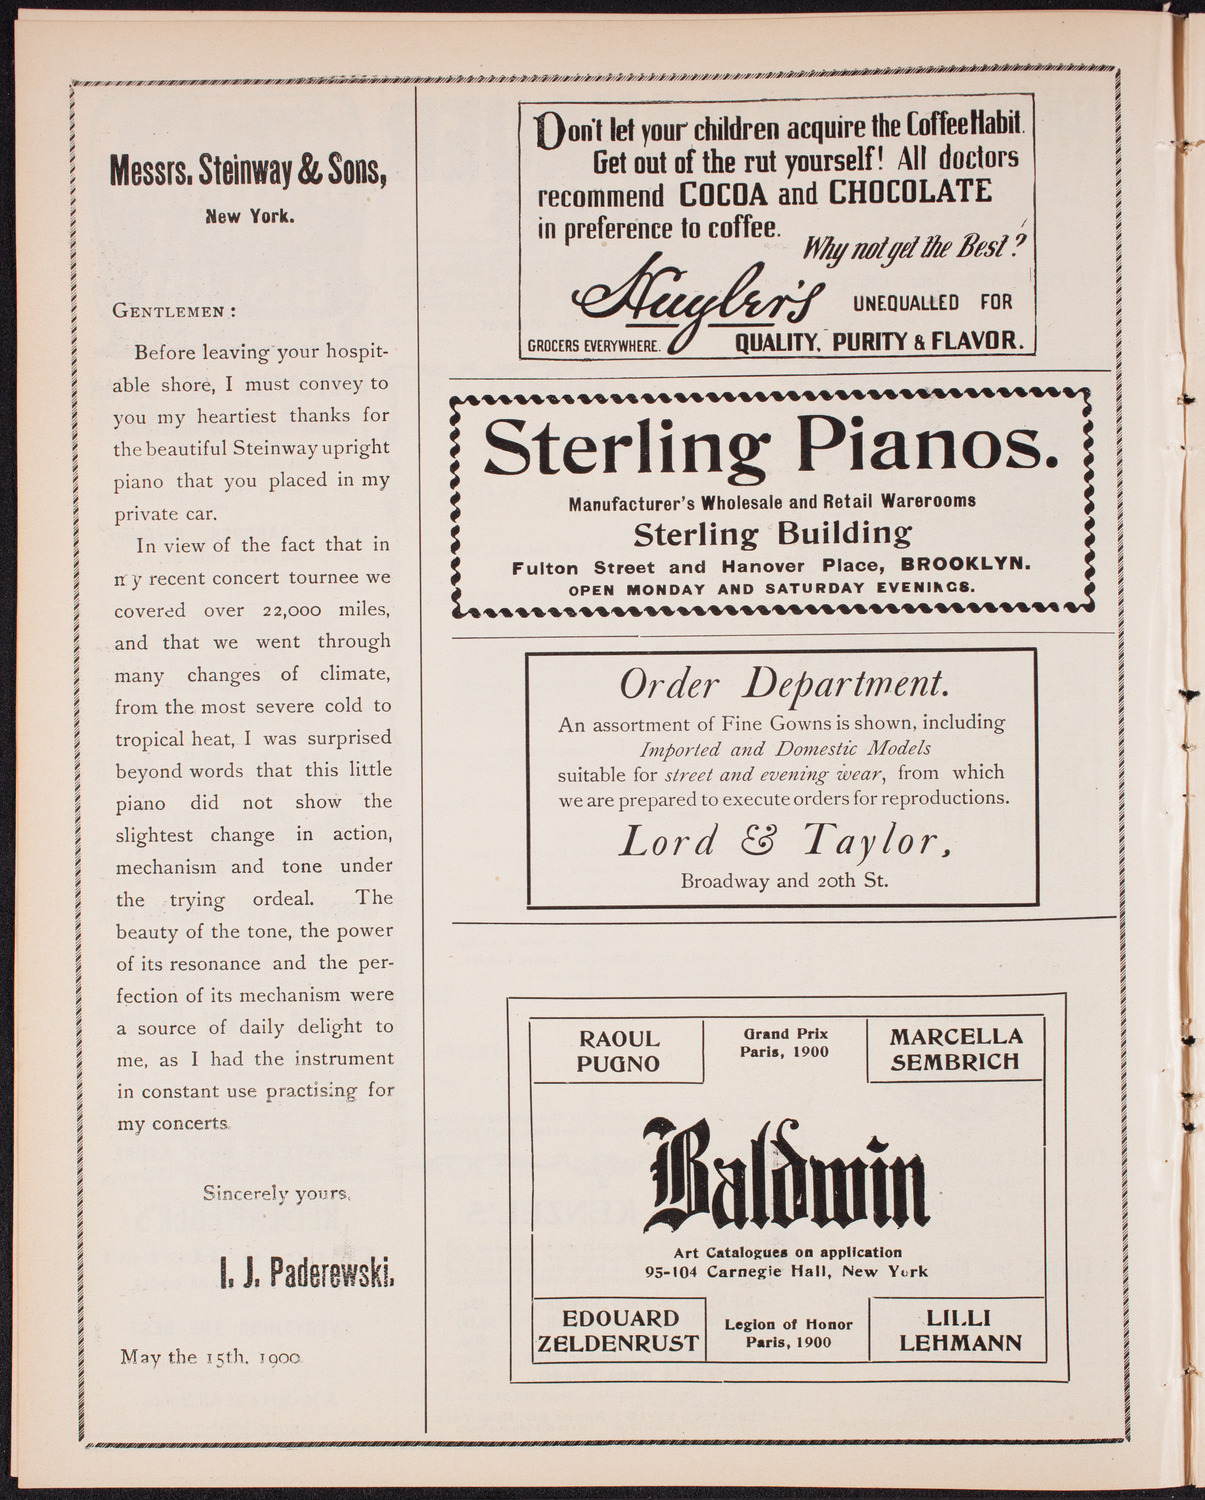 Messrs. Steinway & Sons,
New York.
GENTLEMEN :
Before leaving your hospit-
able shore, I must convey to
you my heartiest thanks for
the beautiful Steinway upright
piano that you placed in my
private car.
In view of the fact that in
my recent concert tournee we
covered over 22,000 miles,
and that we went through
many changes of climate,
from the most severe cold to
tropical heat, I was surprised
beyond words that this little
piano did not show the
slightest change in action,
mechanism and tone under
the trying ordeal. The
beauty of the tone, the power
of its resonance and the per-
fection of its mechanism were
a source of daily delight to
me, as I had the instrument
in constant use practising for
my concerts.
Sincerely yours,
I. J. Paderewski.
May the 15th, 1900
Don't let your children acquire the Coffee Habit.
Get out of the rut yourself! All doctors
recommend COCOA and CHOCOLATE
in preference to coffee.
Why not get the Best?
Huyler's UNEQUALLED FOR
GROCERS EVERYWHERE. QUALITY, PURITY & FLAVOR.
Sterling Pianos.
Manufacturer's Wholesale and Retail Warerooms
Sterling Building
Fulton Street and Hanover Place, BROOKLYN.
OPEN MONDAY AND SATURDAY EVENINGS.
Order Department.
An assortment of Fine Gowns is shown, including
Imported and Domestic Models
suitable for street and evening wear, from which
we are prepared to execute orders for reproductions.
Lord & Taylor,
Broadway and 20th St.
RAOUL
PUGNO
Grand Prix
Paris, 1900
MARCELLA
SEMBRICH
Baldwin
Art Catalogues on application
95-104 Carnegie Hall, New York
EDOUARD
ZELDENRUST
Legion of Honor
Paris, 1900
LILLI
LEHMANN